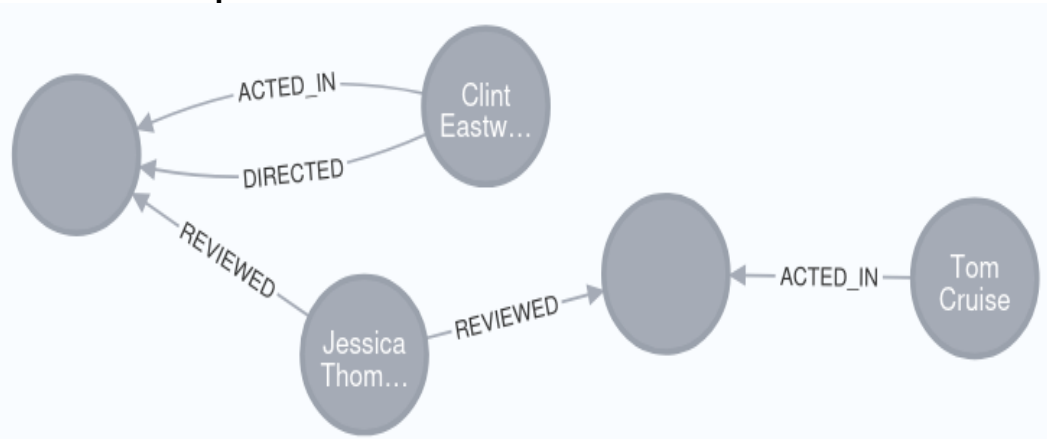 ACTED_IN
Clint
Eastw...
DIRECTED
REVIEWED
Jessica
Thom...
REVIEWED
ACTED_IN
Tom
Cruise